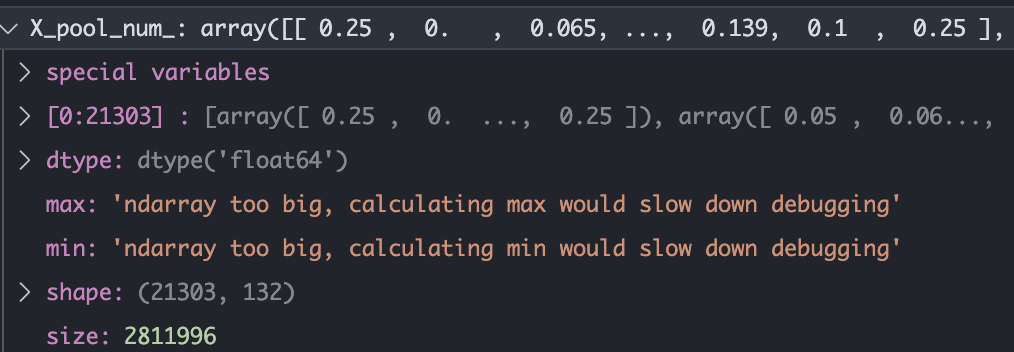 X_pool_num_: array([[ 0.25 ,  0.   ,  0.065, ...,  0.139,  0.1  ,  0.25 ],
special variables
[0:21303] : [array([ 0.25 ,  0.  ...,  0.25 ]), array([ 0.05 ,  0.06...,
dtype: dtype('float64')
max: 'ndarray too big, calculating max would slow down debugging'
min: 'ndarray too big, calculating min would slow down debugging'
shape: (21303, 132)
size: 2811996